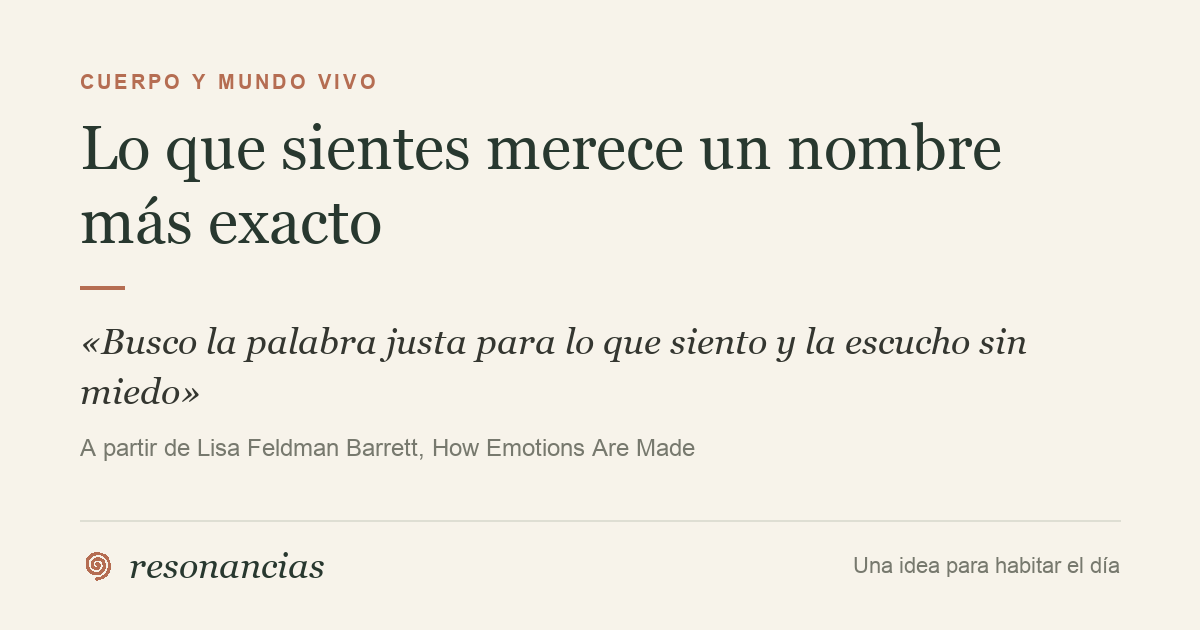 CUERPO Y MUNDO VIVO
Lo que sientes merece un nombre
más exacto
«Busco la palabra justa para lo que siento y la escucho sin
miedo»
A partir de Lisa Feldman Barrett, How Emotions Are Made
resonancias
Una idea para habitar el día